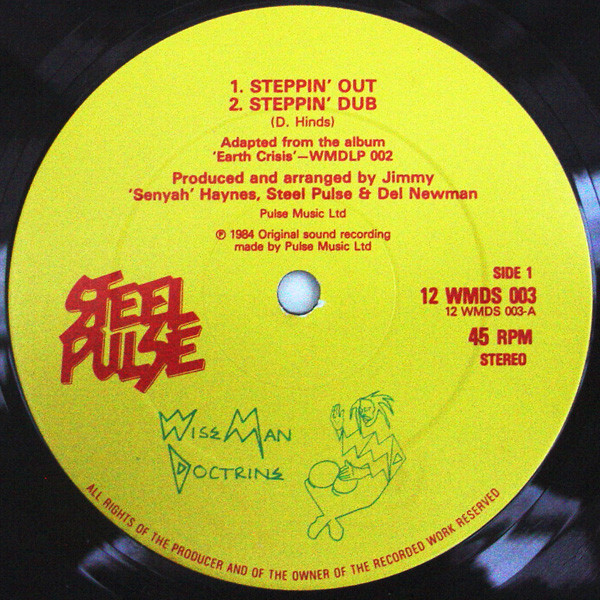 1. STEPPIN' OUT
2. STEPPIN' DUB
(D. Hinds)
Adapted from the album
'Earth Crisis'—WMDLP 002
Produced and arranged by Jimmy
'Senyah' Haynes, Steel Pulse & Del Newman
Pulse Music Ltd
℗ 1984 Original sound recording
made by Pulse Music Ltd
SIDE 1
12 WMDS 003
12 WMDS 003-A
45 RPM
STEREO
STEEL
PULSE
WISE MAN
DOCTRINE
ALL RIGHTS OF THE PRODUCER AND OF THE OWNER OF THE RECORDED WORK RESERVED